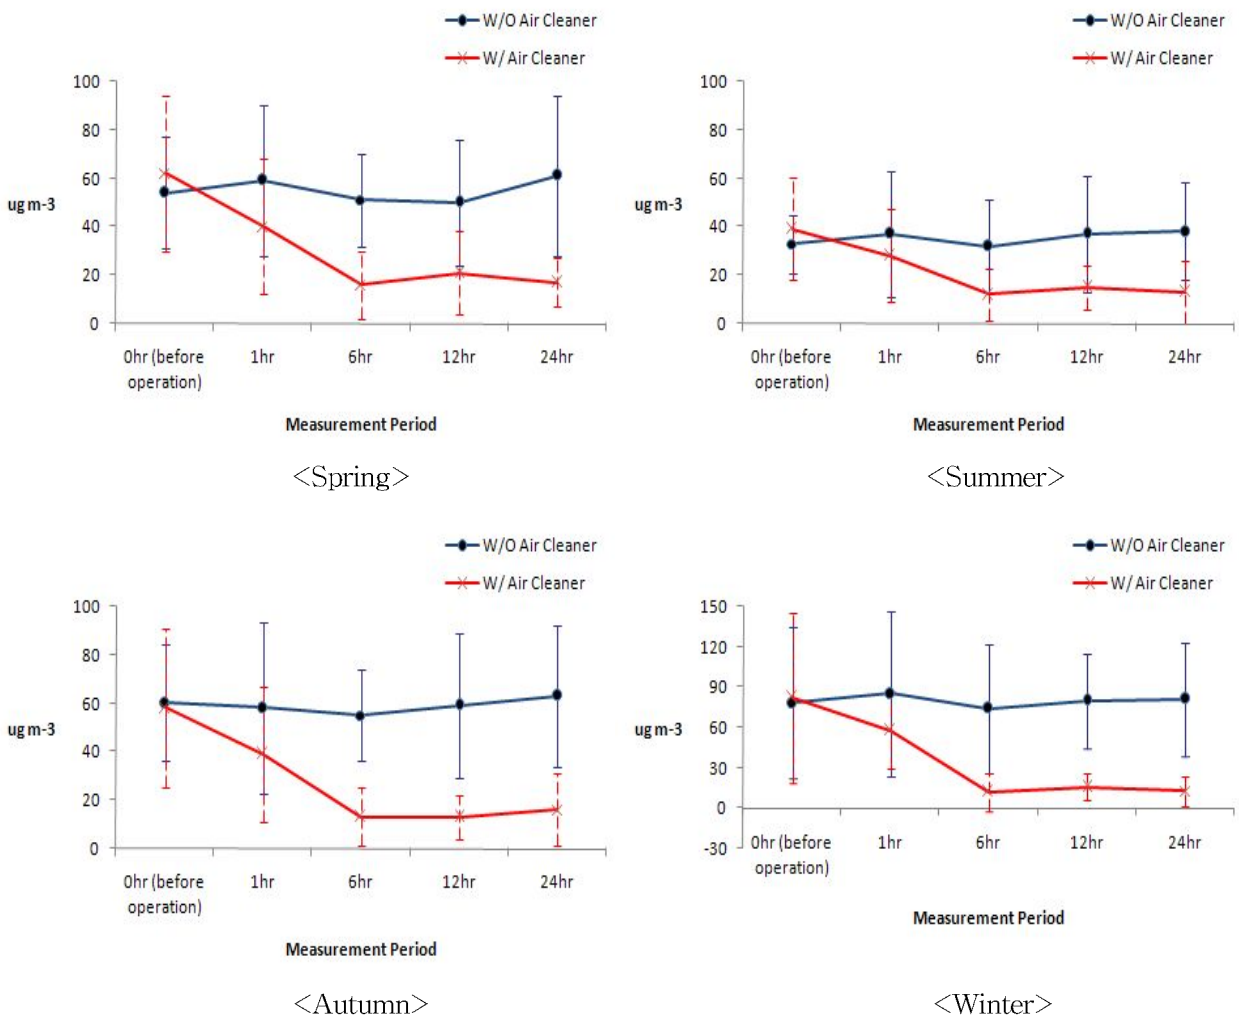 W/O Air Cleaner
W/ Air Cleaner
100
80
60
40
20
0
ug m-3
0hr (before operation)
1hr
6hr
12hr
24hr
Measurement Period
<Spring>
W/O Air Cleaner
W/ Air Cleaner
100
80
60
40
20
0
ug m-3
0hr (before operation)
1hr
6hr
12hr
24hr
Measurement Period
<Summer>
W/O Air Cleaner
W/ Air Cleaner
100
80
60
40
20
0
ug m-3
0hr (before operation)
1hr
6hr
12hr
24hr
Measurement Period
<Autumn>
W/O Air Cleaner
W/ Air Cleaner
150
120
90
60
30
0
-30
ug m-3
0hr (before operation)
1hr
6hr
12hr
24hr
Measurement Period
<Winter>